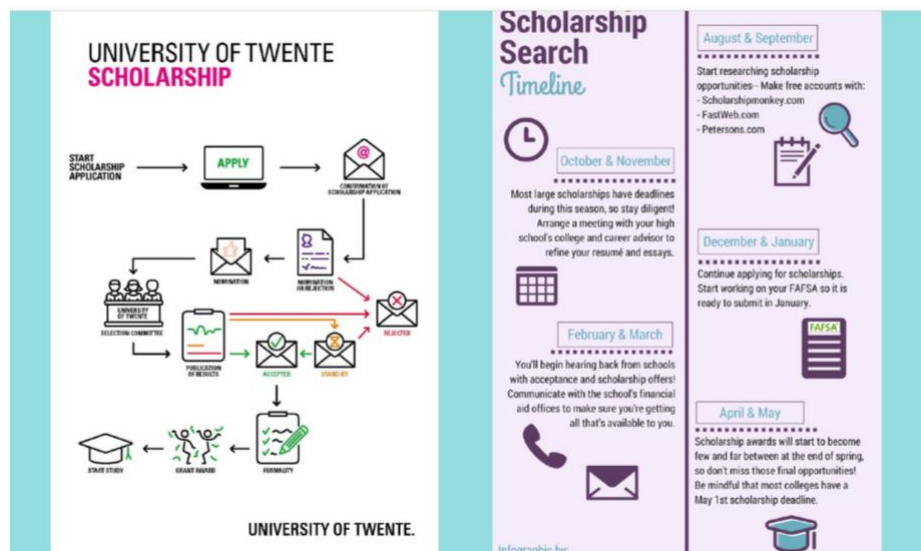 UNIVERSITY OF TWENTE
SCHOLARSHIP
START
SCHOLARSHIP
APPLICATION
APPLY
@
CONFIRMATION OF
SCHOLARSHIP APPLICATION
NOMINATION
NOMINATION
OR REJECTION
UNIVERSITY
OF TWENTE
SELECTION COMMITTEE
PUBLICATION
OF RESULTS
ACCEPTED
STAND-BY
REJECTED
START STUDY
GRANT AWARD
FORMALITY
UNIVERSITY OF TWENTE.
Scholarship
Search
Timeline
August & September
Start researching scholarship
opportunities-- Make free accounts with:
- Scholarshipmonkey.com
- FastWeb.com
- Petersons.com
October & November
Most large scholarships have deadlines
during this season, so stay diligent!
Arrange a meeting with your high
school's college and career advisor to
refine your resumé and essays.
December & January
Continue applying for scholarships.
Start working on your FAFSA so it is
ready to submit in January.
FAFSA
February & March
You'll begin hearing back from schools
with acceptance and scholarship offers!
Communicate with the school's financial
aid offices to make sure you're getting
all that's available to you.
April & May
Scholarship awards will start to become
few and far between at the end of spring,
so don't miss those final opportunities!
Be mindful that most colleges have a
May 1st scholarship deadline.
Infographic by: